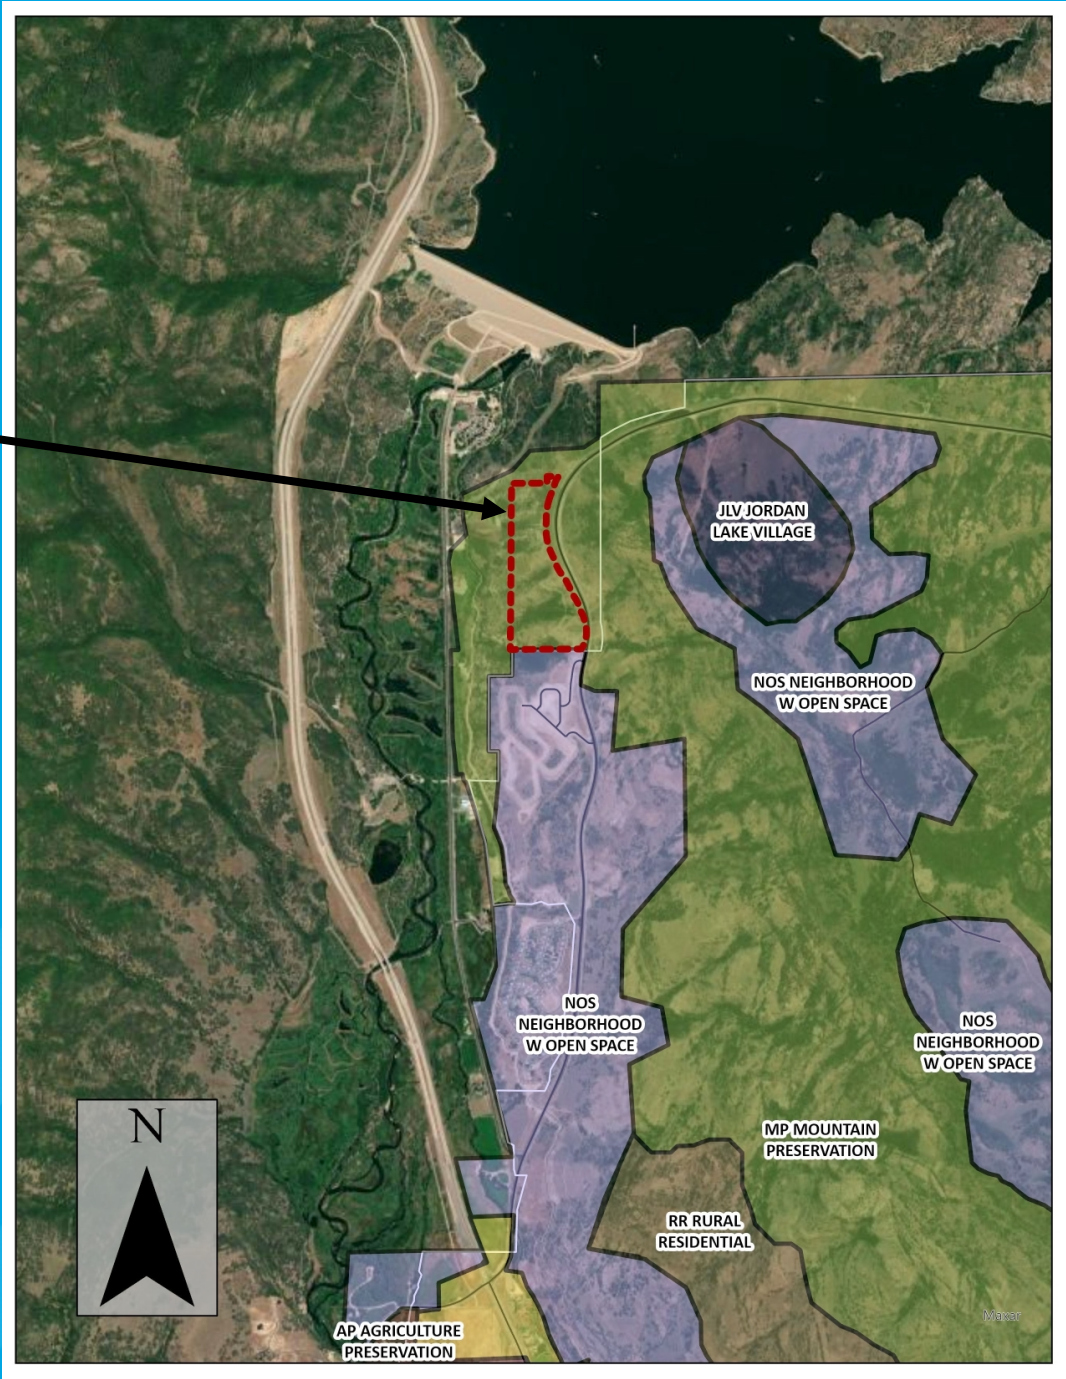 JLV JORDAN
LAKE VILLAGE
NOS NEIGHBORHOOD
W OPEN SPACE
NOS
NEIGHBORHOOD
W OPEN SPACE
NOS
NEIGHBORHOOD
W OPEN SPACE
N
MP MOUNTAIN
PRESERVATION
RR RURAL
RESIDENTIAL
Maxar
AP AGRICULTURE
PRESERVATION